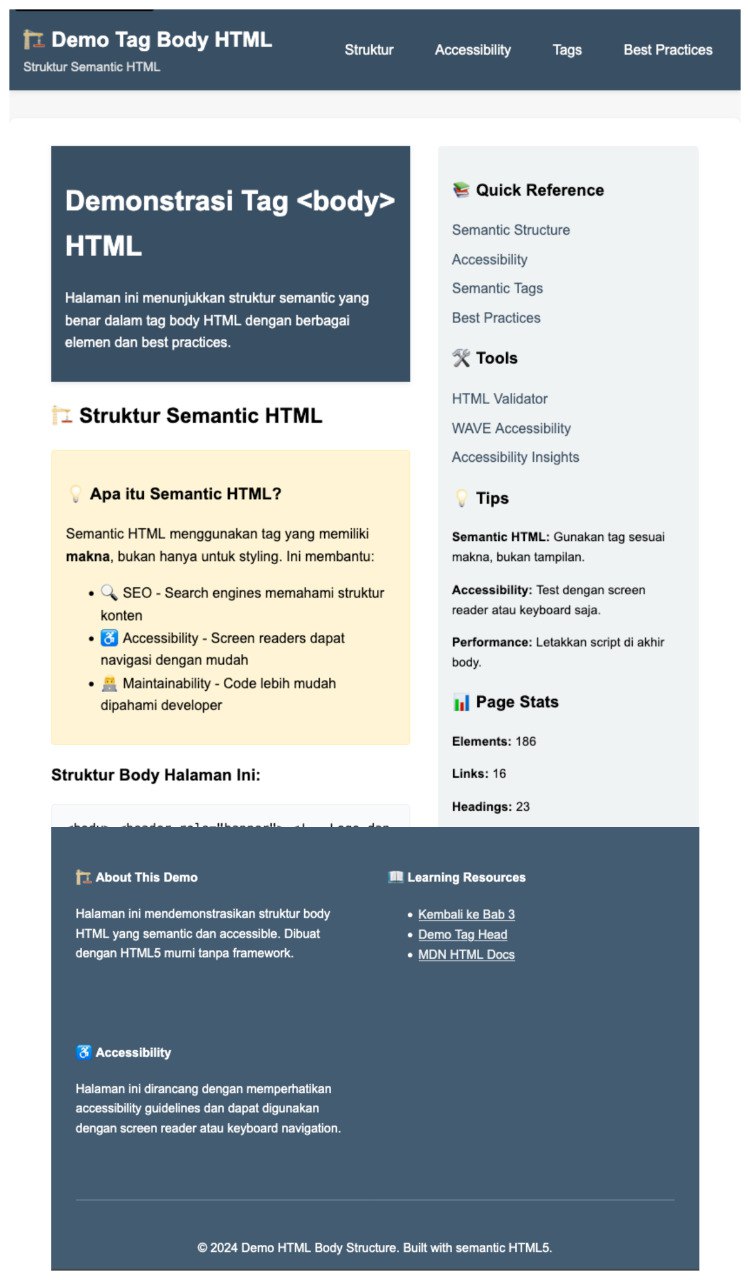 🏗️ Demo Tag Body HTML
Struktur Semantic HTML
Struktur Accessibility Tags Best Practices
Demonstrasi Tag <body>
HTML
Halaman ini menunjukkan struktur semantic yang
benar dalam tag body HTML dengan berbagai
elemen dan best practices.
🏗️ Struktur Semantic HTML
💡 Apa itu Semantic HTML?
Semantic HTML menggunakan tag yang memiliki
makna, bukan hanya untuk styling. Ini membantu:
• 🔍 SEO - Search engines memahami struktur
konten
• ♿ Accessibility - Screen readers dapat
navigasi dengan mudah
• 👨‍💻 Maintainability - Code lebih mudah
dipahami developer
Struktur Body Halaman Ini:
📚 Quick Reference
Semantic Structure
Accessibility
Semantic Tags
Best Practices
🛠️ Tools
HTML Validator
WAVE Accessibility
Accessibility Insights
💡 Tips
Semantic HTML: Gunakan tag sesuai
makna, bukan tampilan.
Accessibility: Test dengan screen
reader atau keyboard saja.
Performance: Letakkan script di akhir
body.
📊 Page Stats
Elements: 186
Links: 16
Headings: 23
🏗️ About This Demo
Halaman ini mendemonstrasikan struktur body
HTML yang semantic dan accessible. Dibuat
dengan HTML5 murni tanpa framework.
📖 Learning Resources
• Kembali ke Bab 3
• Demo Tag Head
• MDN HTML Docs
♿ Accessibility
Halaman ini dirancang dengan memperhatikan
accessibility guidelines dan dapat digunakan
dengan screen reader atau keyboard navigation.
© 2024 Demo HTML Body Structure. Built with semantic HTML5.